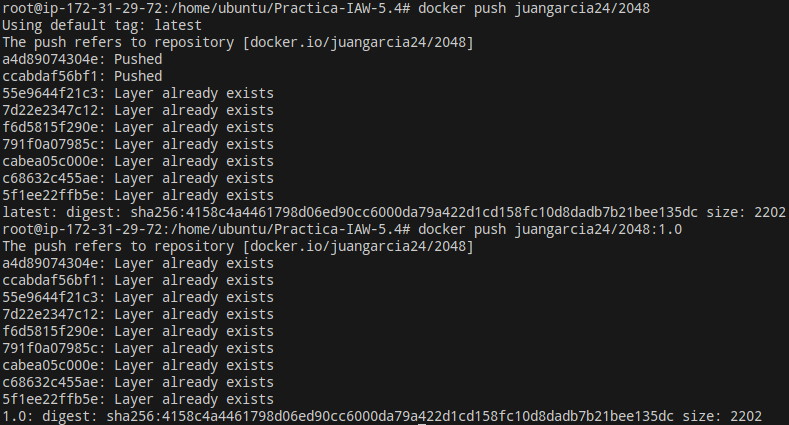 root@ip-172-31-29-72:/home/ubuntu/Practica-IAW-5.4# docker push juangarcia24/2048
Using default tag: latest
The push refers to repository [docker.io/juangarcia24/2048]
a4d89074304e: Pushed
ccabdaf56bf1: Pushed
55e9644f21c3: Layer already exists
7d22e2347c12: Layer already exists
f6d5815f290e: Layer already exists
791f0a07985c: Layer already exists
cabea05c000e: Layer already exists
c68632c455ae: Layer already exists
5f1ee22ffb5e: Layer already exists
latest: digest: sha256:4158c4a4461798d06ed90cc6000da79a422d1cd158fc10d8dadb7b21bee135dc size: 2202
root@ip-172-31-29-72:/home/ubuntu/Practica-IAW-5.4# docker push juangarcia24/2048:1.0
The push refers to repository [docker.io/juangarcia24/2048]
a4d89074304e: Layer already exists
ccabdaf56bf1: Layer already exists
55e9644f21c3: Layer already exists
7d22e2347c12: Layer already exists
f6d5815f290e: Layer already exists
791f0a07985c: Layer already exists
cabea05c000e: Layer already exists
c68632c455ae: Layer already exists
5f1ee22ffb5e: Layer already exists
1.0: digest: sha256:4158c4a4461798d06ed90cc6000da79a422d1cd158fc10d8dadb7b21bee135dc size: 2202